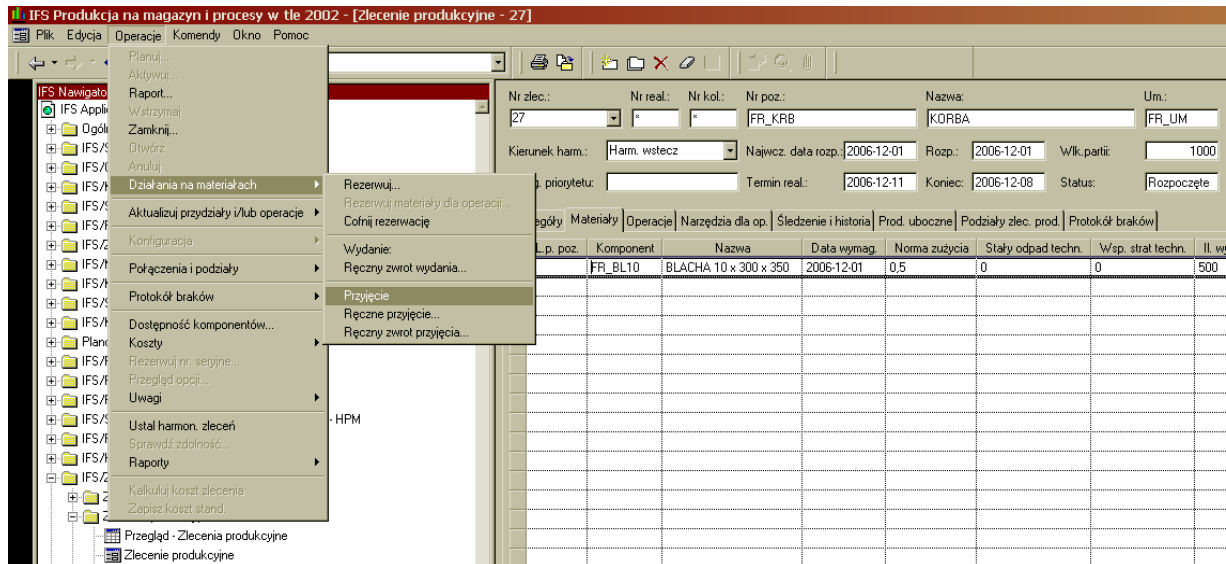 IFS Produkcja na magazyn i procesy w tle 2002 - [Zlecenie produkcyjne - 27]
Plik Edycja Operacje Komendy Okno Pomoc
Planuj...
Aktywuj...
Raport...
Wstrzymaj
Zamknij...
Otwórz
Anuluj
Działania na materiałach
Aktualizuj przydziały i/lub operacje
Konfiguracja
Połączenia i podziały
Protokół braków
Dostępność komponentów...
Koszty
Rezerwuj nr. seryjne...
Przegląd opcji...
Uwagi
Ustal harmon. zleceń
Sprawdź zdolność...
Raporty
Kalkuluj koszt zlecenia
Zapisz koszt stand.
Rezerwuj...
Rezerwuj materiały dla operacji...
Cofnij rezerwację
Wydanie:
Ręczny zwrot wydania...
Przyjęcie
Ręczne przyjęcie...
Ręczny zwrot przyjęcia...
IFS Nawigato
IFS Appli
Ogóln
IFS/S
IFS/
IFS/
IFS/S
IFS/F
IFS/Z
IFS/
IFS/
IFS/S
IFS/
Plano
IFS/F
IFS/F
IFS/F
IFS/S - HPM
IFS/F
IFS/
IFS/Z
Z
Z
Przegląd - Zlecenia produkcyjne
Zlecenie produkcyjne
Nr zlec.: Nr real.: Nr kol.: Nr poz.: Nazwa: Um.:
27 * * FR_KRB KORBA FR_UM
Kierunek harm.: Harm. wstecz Najwcz. data rozp.: 2006-12-01 Rozp.: 2006-12-01 Wlk.partii: 1000
g. priorytetu: Termin real.: 2006-12-11 Koniec: 2006-12-08 Status: Rozpoczęte
egóły Materiały Operacje Narzędzia dla op. Śledzenie i historia Prod. uboczne Podziały zlec. prod. Protokół braków
L.p. poz. Komponent Nazwa Data wymag. Norma zużycia Stały odpad techn. Wsp. strat techn. Il. w
FR_BL10 BLACHA 10 x 300 x 350 2006-12-01 0,5 0 0 500